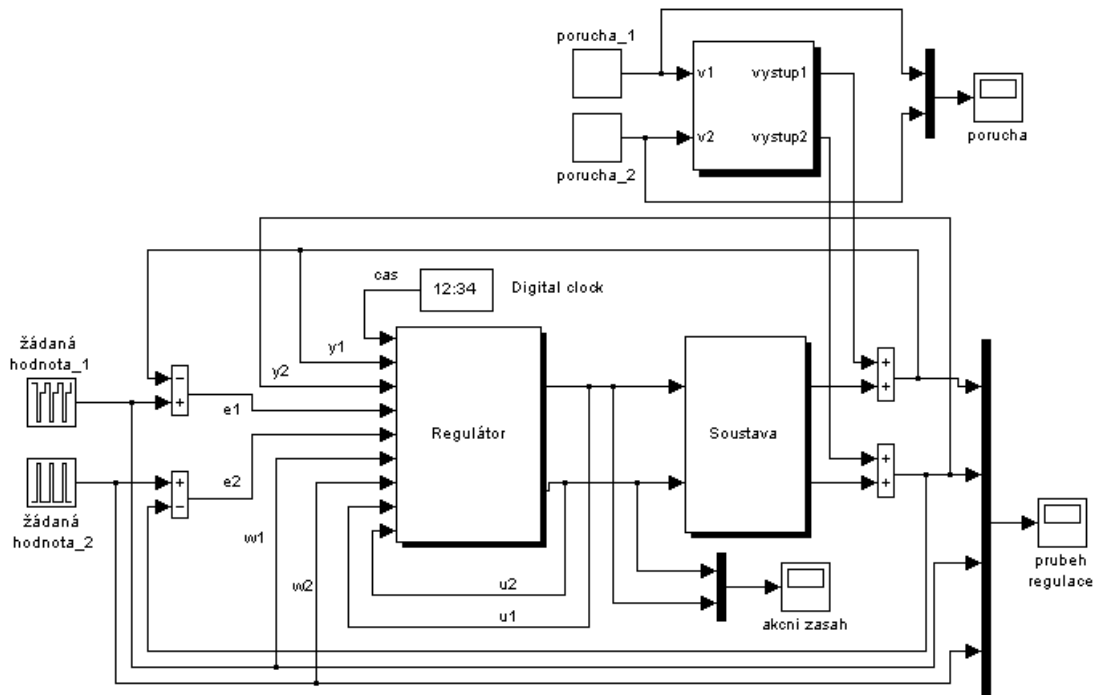 porucha_1
v1
vystup1
v2
vystup2
porucha_2
porucha
cas
12:34
Digital clock
žádaná
hodnota_1
y1
y2
-
+
e1
Regulátor
Soustava
+
+
+
-
e2
+
+
žádaná
hodnota_2
w1
w2
u2
u1
akcni zasah
prubeh
regulace